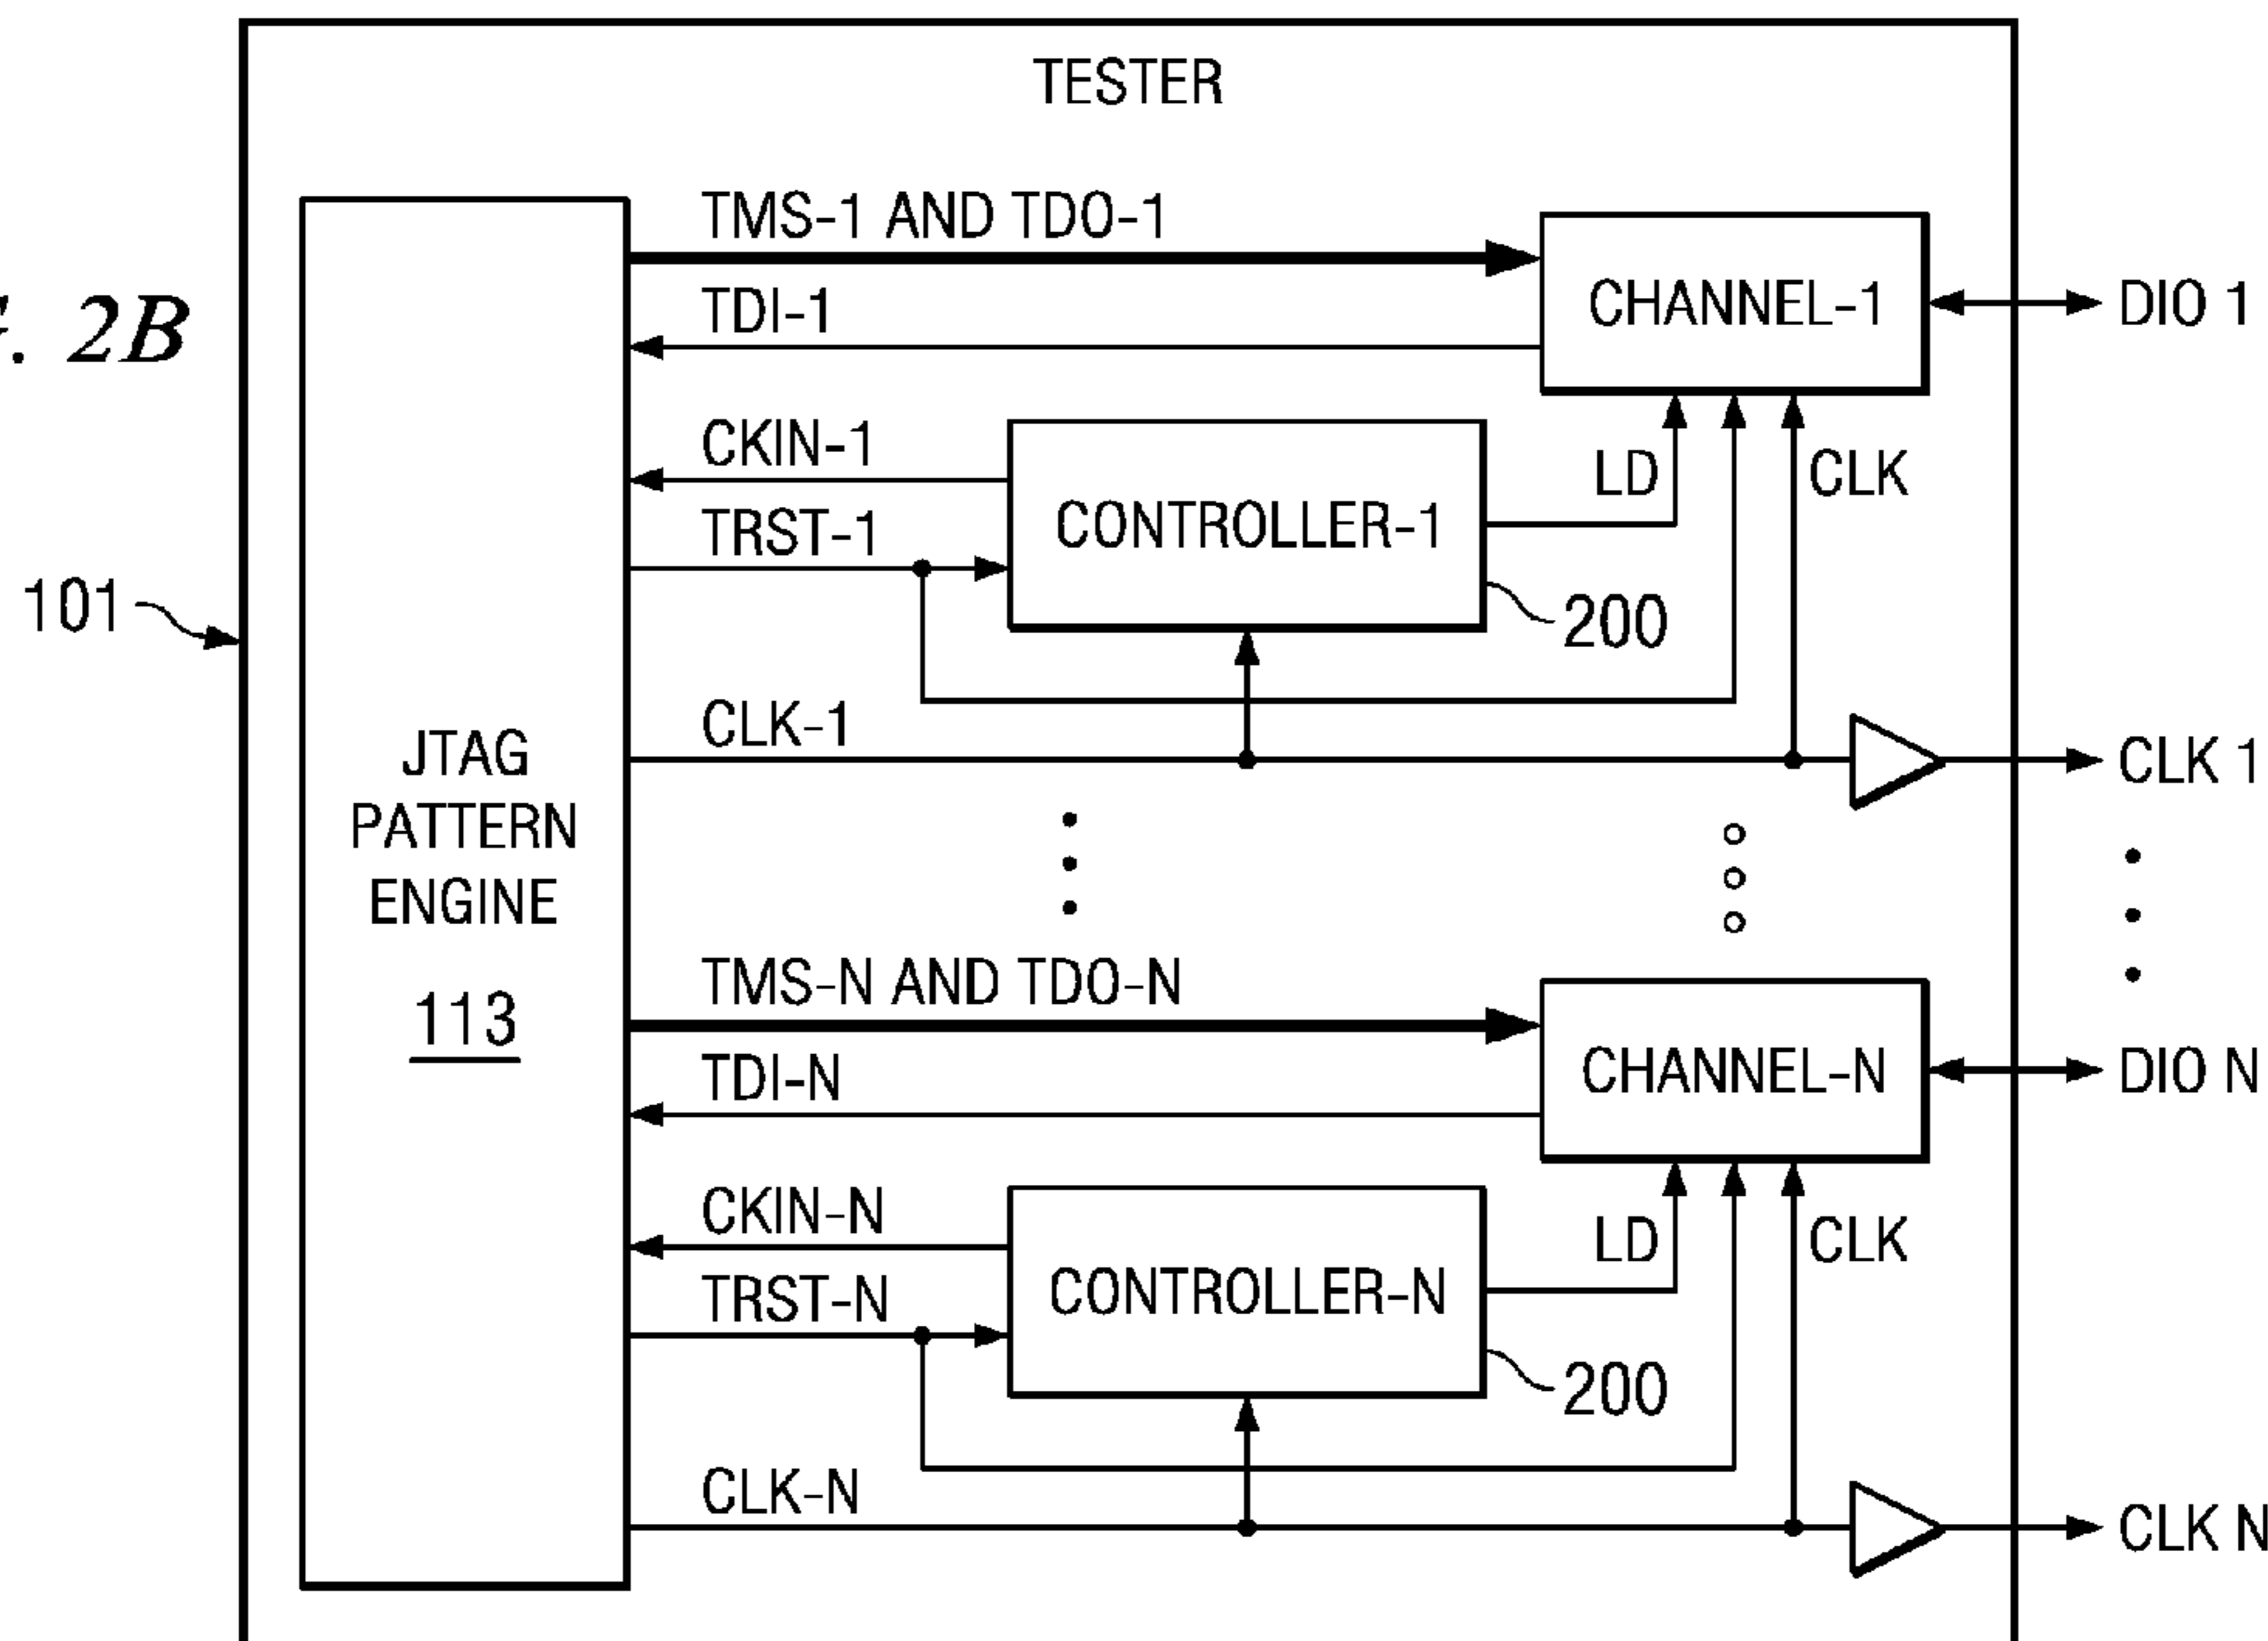 TESTER
2B
TMS-1 AND TDO-1
TDI-1
CHANNEL-1
DIO 1
CKIN-1
TRST-1
CONTROLLER-1
LD
CLK
200
101
CLK-1
CLK 1
JTAG
PATTERN
ENGINE
113
TMS-N AND TDO-N
TDI-N
CHANNEL-N
DIO N
CKIN-N
TRST-N
CONTROLLER-N
LD
CLK
200
CLK-N
CLK N